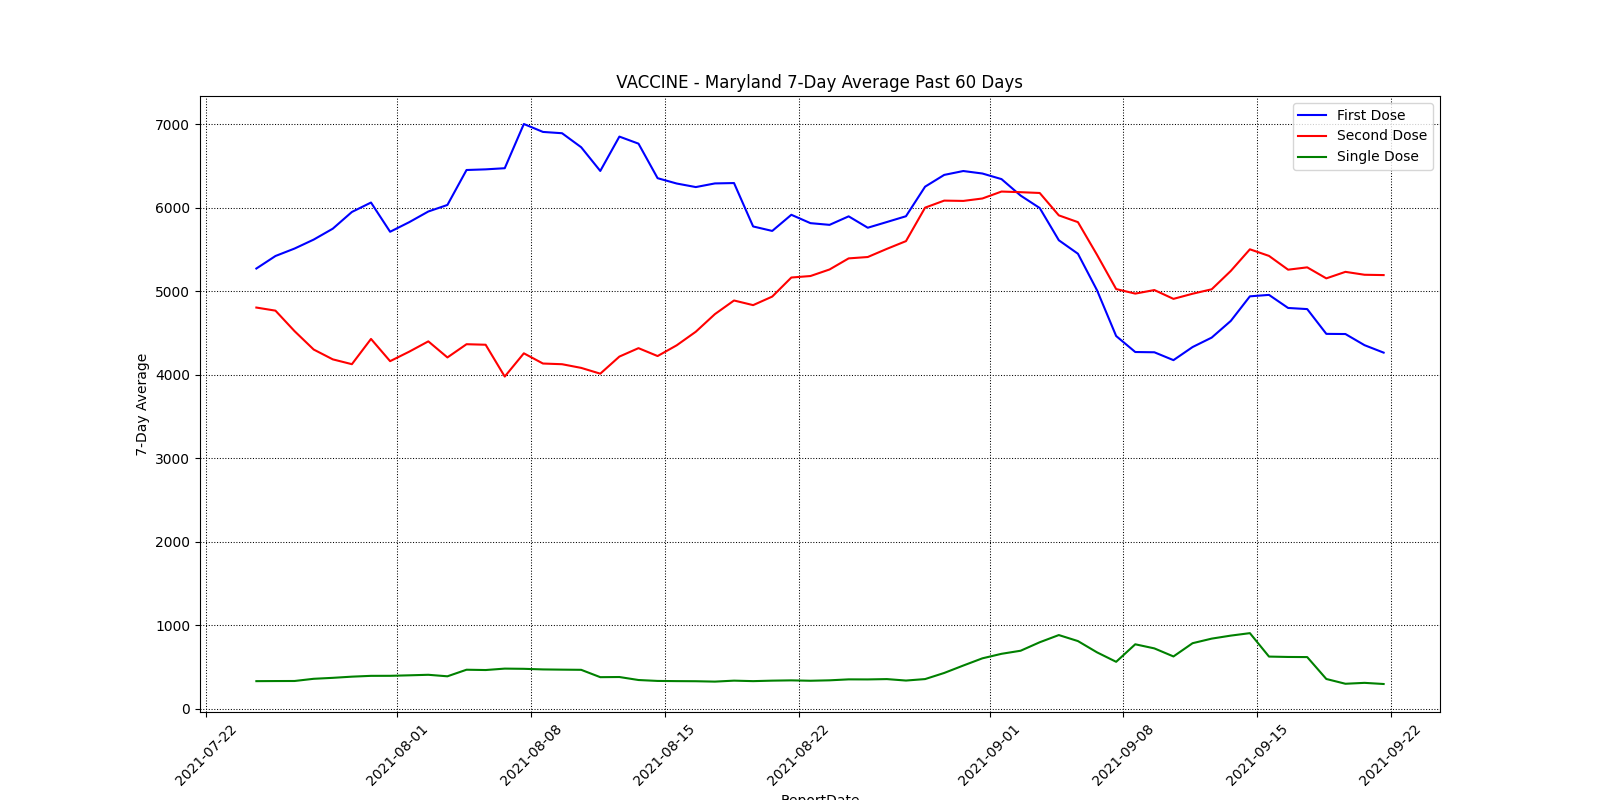 VACCINE - Maryland 7-Day Average Past 60 Days
First Dose
Second Dose
Single Dose
7-Day Average
7000
6000
5000
4000
3000
2000
1000
0
2021-07-22
2021-08-01
2021-08-08
2021-08-15
2021-08-22
2021-09-01
2021-09-08
2021-09-15
2021-09-22
ReportDate